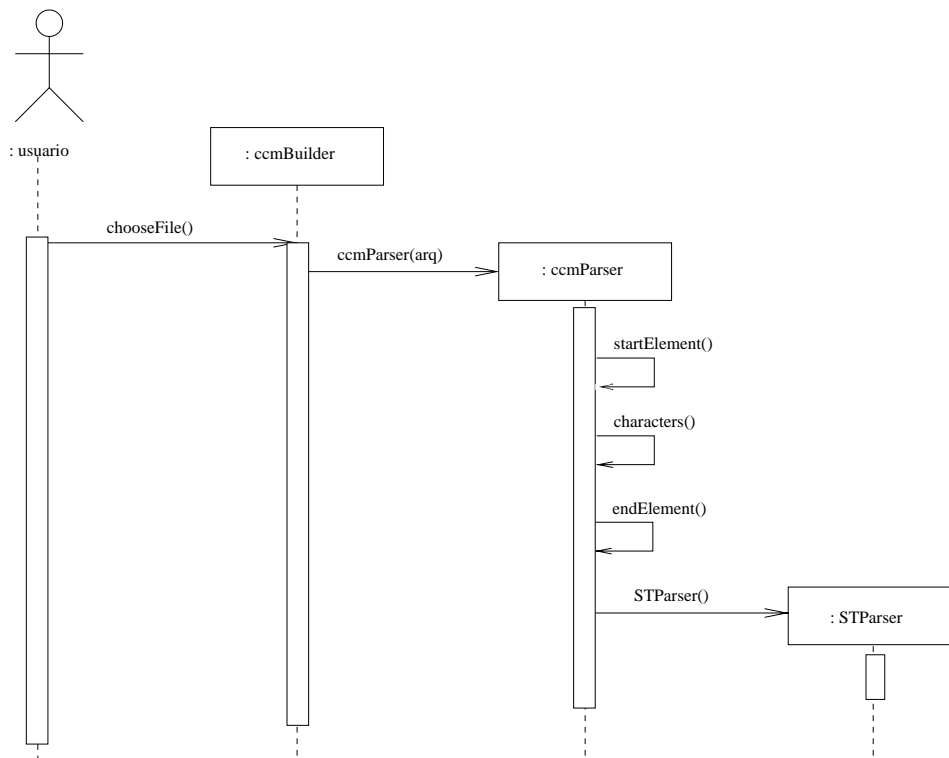 : usuario
: ccmBuilder
chooseFile()
ccmParser(arq)
: ccmParser
startElement()
characters()
endElement()
STParser()
: STParser